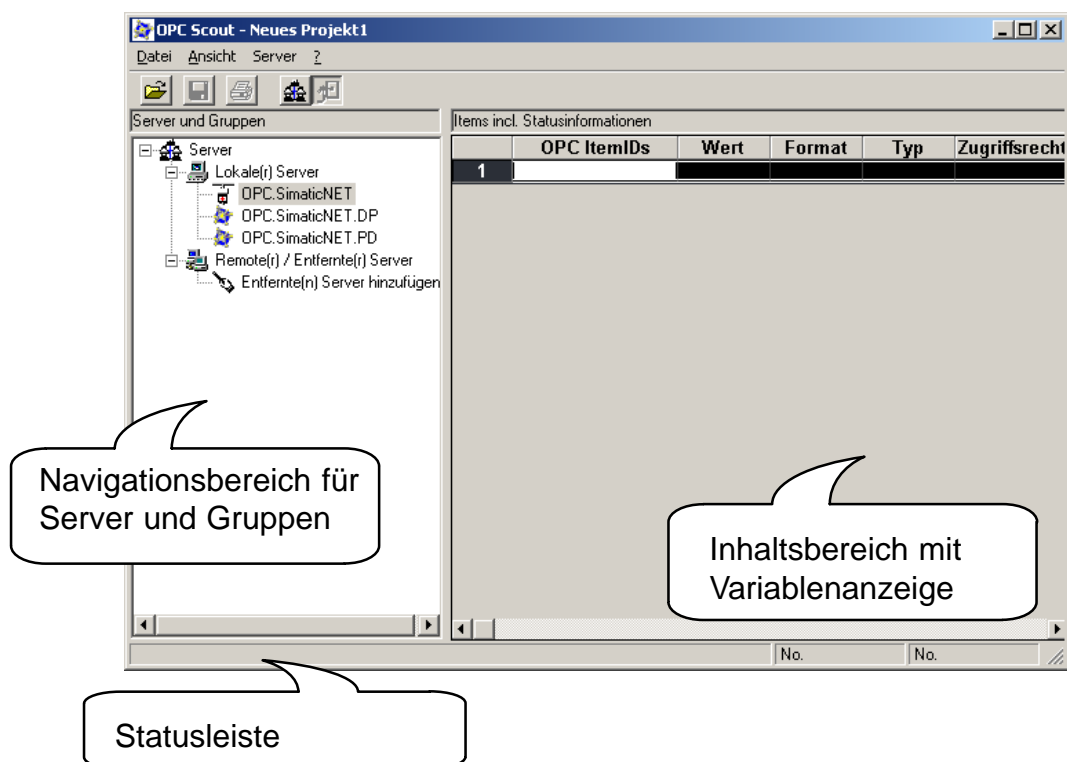 OPC Scout - Neues Projekt1
Datei Ansicht Server ?
Server und Gruppen
Items incl. Statusinformationen
Server
Lokale(r) Server
OPC.SimaticNET
OPC.SimaticNET.DP
OPC.SimaticNET.PD
Remote(r) / Entfernte(r) Server
Entfernte(n) Server hinzufügen
OPC ItemIDs Wert Format Typ Zugriffsrecht
1
Navigationsbereich für
Server und Gruppen
Inhaltsbereich mit
Variablenanzeige
No. No.
Statusleiste